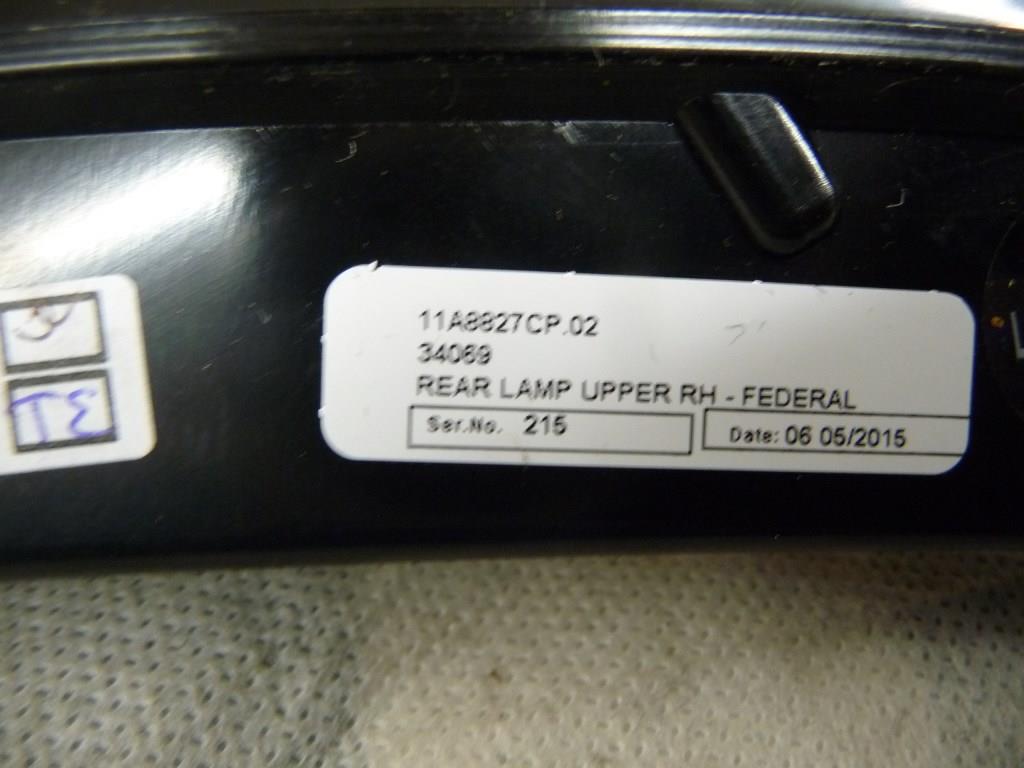 11A8827CP.02
34069
REAR LAMP UPPER RH - FEDERAL
Ser.No. 215
Date: 06 05/2015